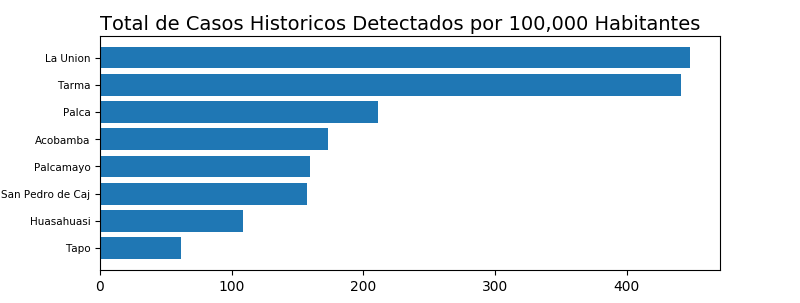 Total de Casos Historicos Detectados por 100,000 Habitantes
La Union
Tarma
Palca
Acobamba
Palcamayo
San Pedro de Caj
Huasahuasi
Tapo
0 100 200 300 400